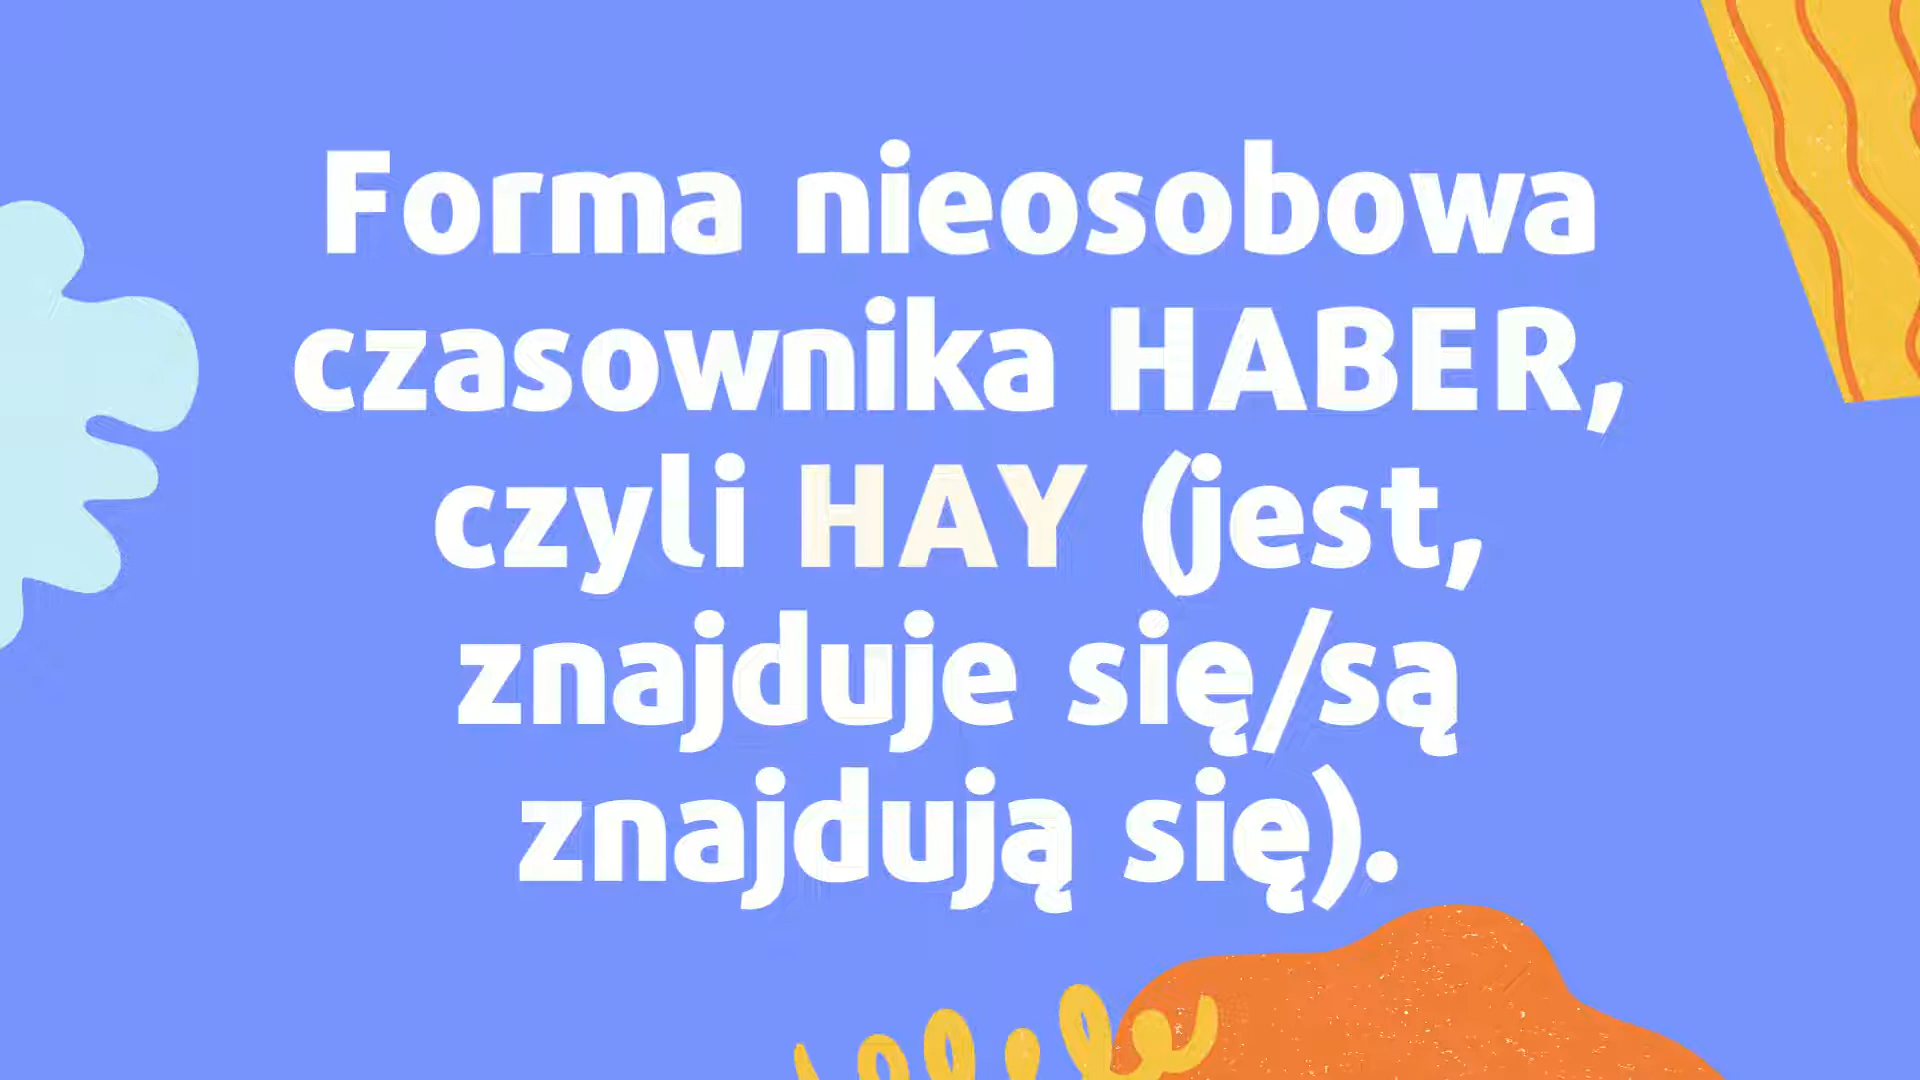 Forma nieosobowa
czasownika HABER,
czyli HAY (jest,
znajduje się/są
znajdują się).